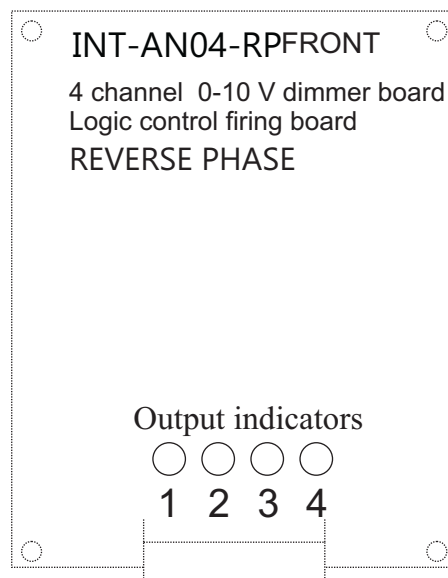 INT-AN04-RPFRONT
4 channel  0-10 V dimmer board
Logic control firing board
REVERSE PHASE
Output indicators
1 2 3 4